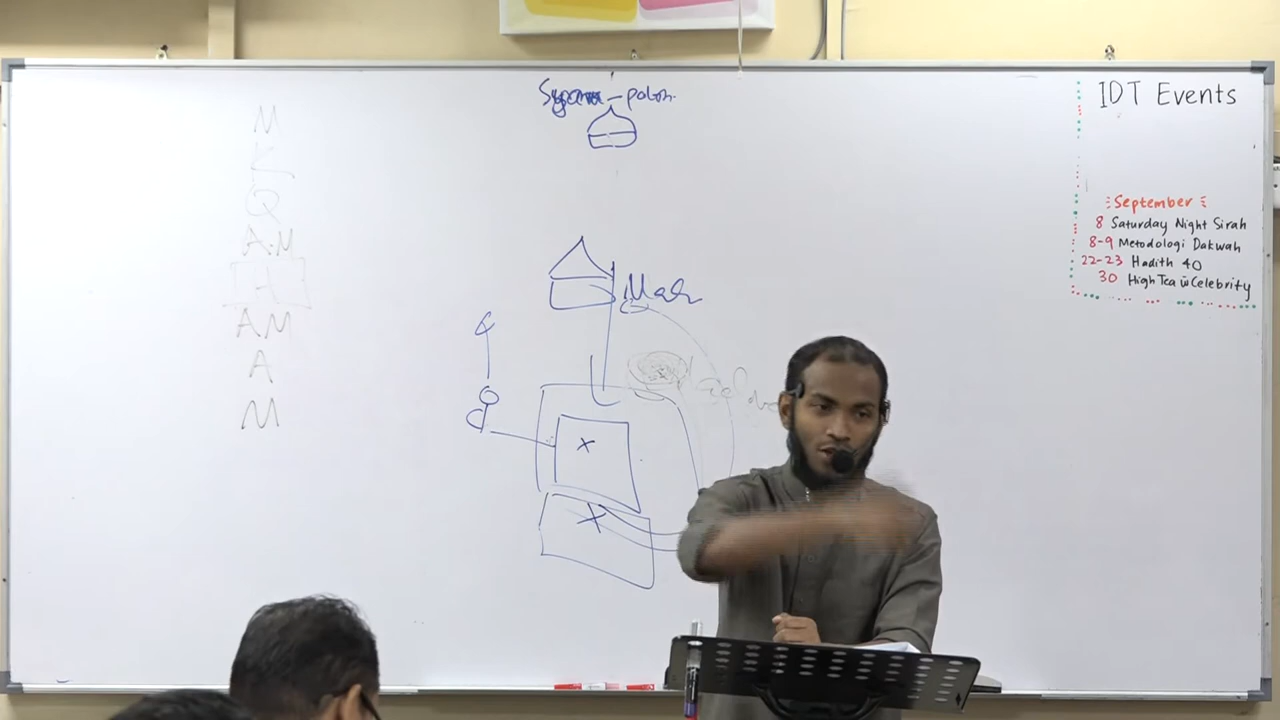 M
K
Q
A.M
H
AM
A
M
IDT Events
September
8 Saturday Night Sirah
8-9 Metodologi Dakwah
22-23 Hadith 40
30 High Tea w Celebrity